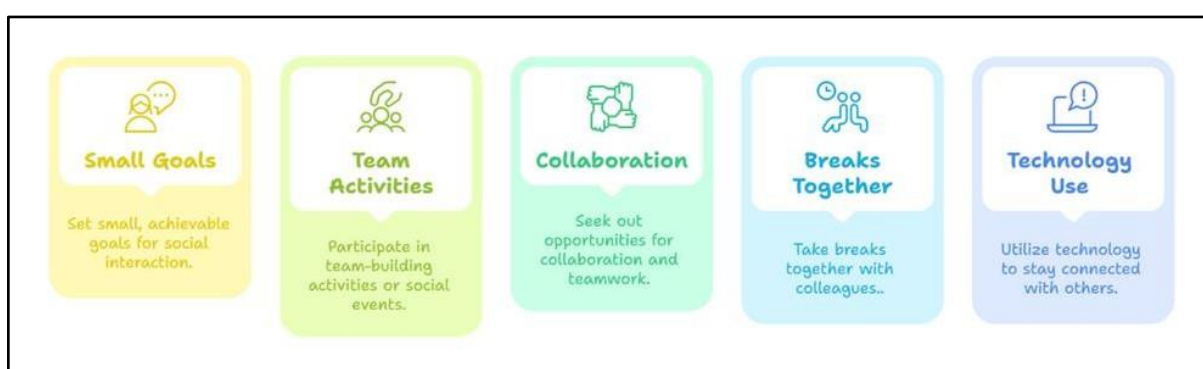 Small Goals
Set small, achievable
goals for social
interaction.
Team
Activities
Participate in
team-building
activities or social
events.
Collaboration
Seek out
opportunities for
collaboration and
teamwork.
Breaks
Together
Take breaks
together with
colleagues..
Technology
Use
Utilize technology
to stay connected
with others.